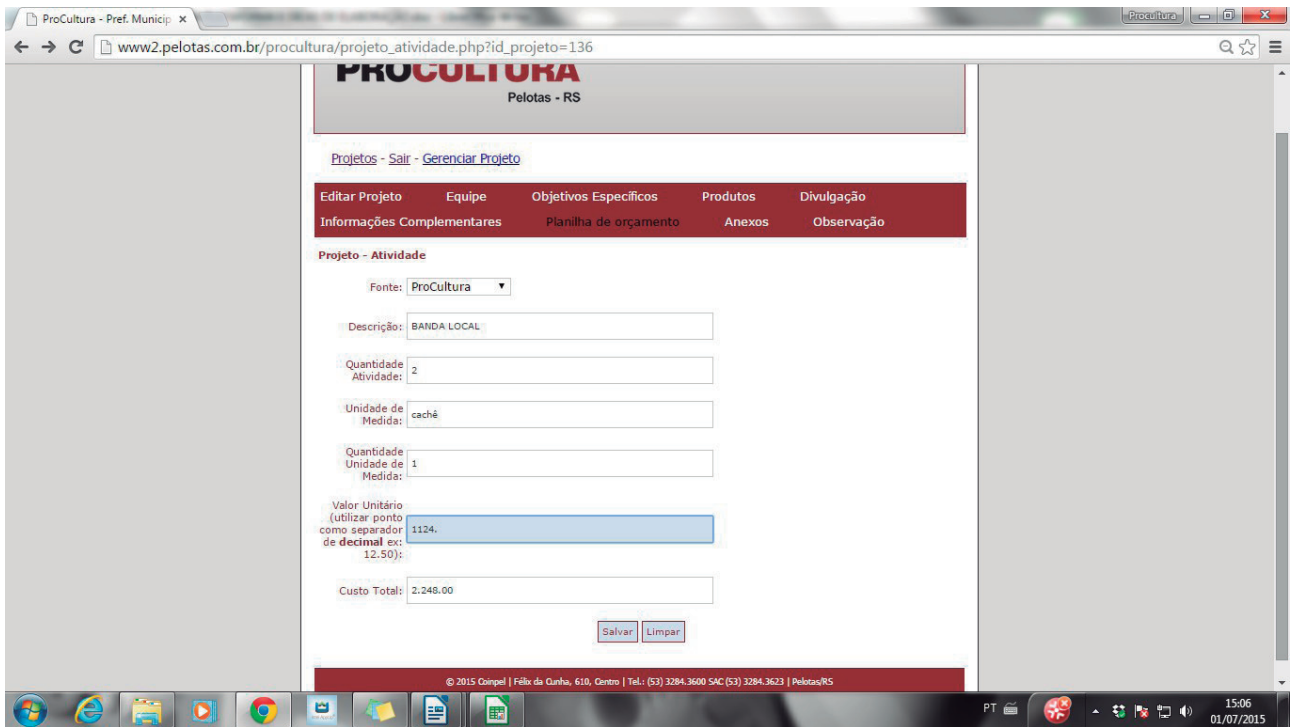 ProCultura - Pref. Municip
ProCultura
www2.pelotas.com.br/procultura/projeto_atividade.php?id_projeto=136
PROCULTURA
Pelotas - RS
Projetos - Sair - Gerenciar Projeto
Editar Projeto Equipe Objetivos Específicos Produtos Divulgação
Informações Complementares Planilha de orçamento Anexos Observação
Projeto - Atividade
Fonte: ProCultura
Descrição: BANDA LOCAL
Quantidade
Atividade: 2
Unidade de
Medida: cachê
Quantidade
Unidade de 1
Medida:
Valor Unitário
(utilizar ponto
como separador 1124.
de decimal ex:
12.50):
Custo Total: 2.248.00
Salvar Limpar
© 2015 Coinpel | Félix da Cunha, 610, Centro | Tel.: (53) 3284.3600 SAC (53) 3284.3623 | Pelotas/RS
PT
15:06
01/07/2015